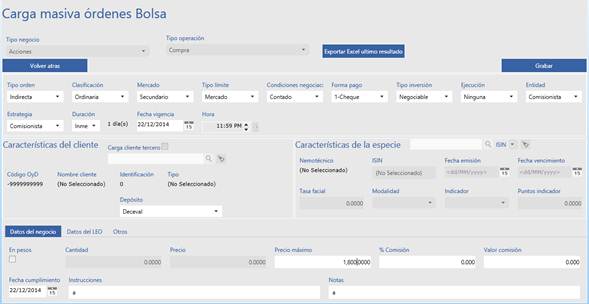 Carga masiva órdenes Bolsa
Tipo negocio
Tipo operación
Acciones
Compra
Exportar Excel ultimo resultado
Volver atras
Grabar
Tipo orden Clasificación Mercado Tipo límite Condiciones negociaci Forma pago Tipo inversión Ejecución Entidad
Indirecta Ordinaria Secundario Mercado Contado 1-Cheque Negociable Ninguna Comisionista
Estrategia Duración Fecha vigencia Hora
Comisionista Inme 1 día(s) 22/12/2014 15 11:59 PM
Características del cliente Carga cliente tercero
Características de la especie ISIN
Nemotécnico ISIN Fecha emisión Fecha vencimiento
(No Seleccionado) (No Seleccionado) <dd/MM/yyyy> 15 <dd/MM/yyyy> 15
Código OyD Nombre cliente Identificación Tipo
-9999999999 (No Seleccionado) 0 (No Seleccionado)
Tasa facial Modalidad Indicador Puntos indicador
0.0000 0.0000
Depósito
Deceval
Datos del negocio Datos del LEO Otros
En pesos Cantidad Precio Precio máximo % Comisión Valor comisión
0.0000 0.0000 1,800.0000 0.000 0.000
Fecha cumplimiento Instrucciones Notas
22/12/2014 15 a a